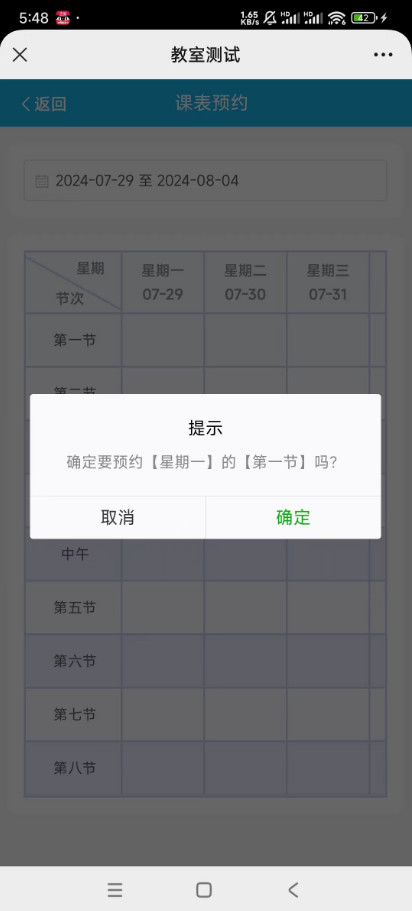 5:48
1.65 KB/s HD HD 42
教室测试
返回 课表预约
2024-07-29 至 2024-08-04
星期 星期一 星期二 星期三
节次 07-29 07-30 07-31
第一节
第二节
提示
确定要预约【星期一】的【第一节】吗?
取消 确定
中午
第五节
第六节
第七节
第八节